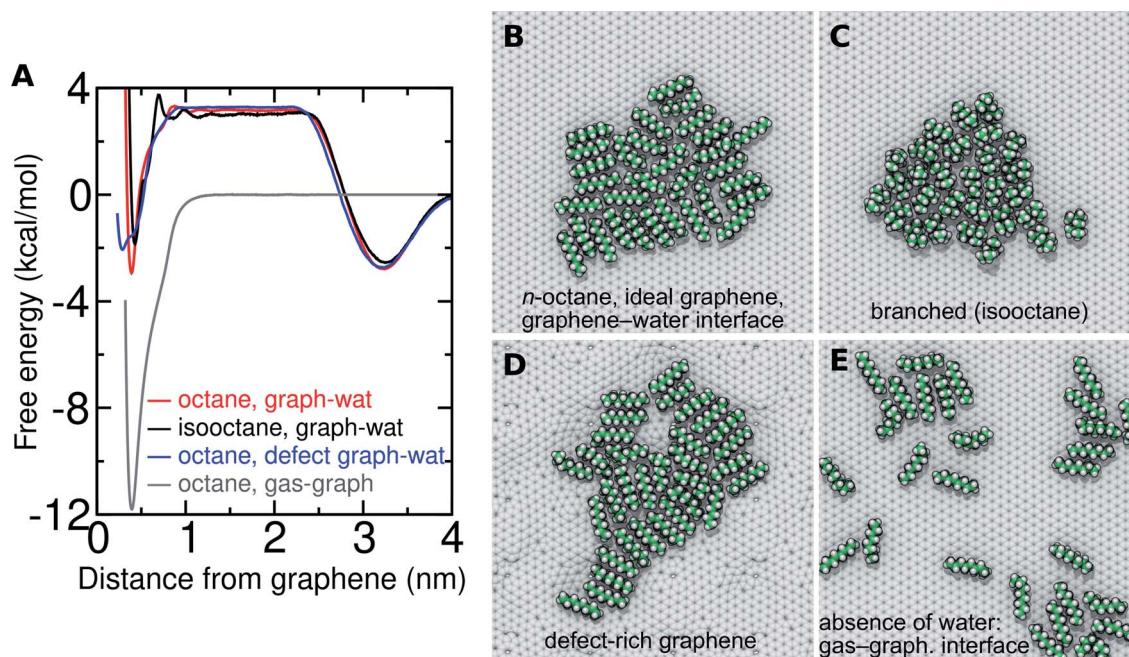 A
4
0
-4
-8
-12
Free energy (kcal/mol)
octane, graph-wat
isooctane, graph-wat
octane, defect graph-wat
octane, gas-graph
0 1 2 3 4
Distance from graphene (nm)
B
n-octane, ideal graphene,
graphene–water interface
C
branched (isooctane)
D
defect-rich graphene
E
absence of water:
gas–graph. interface